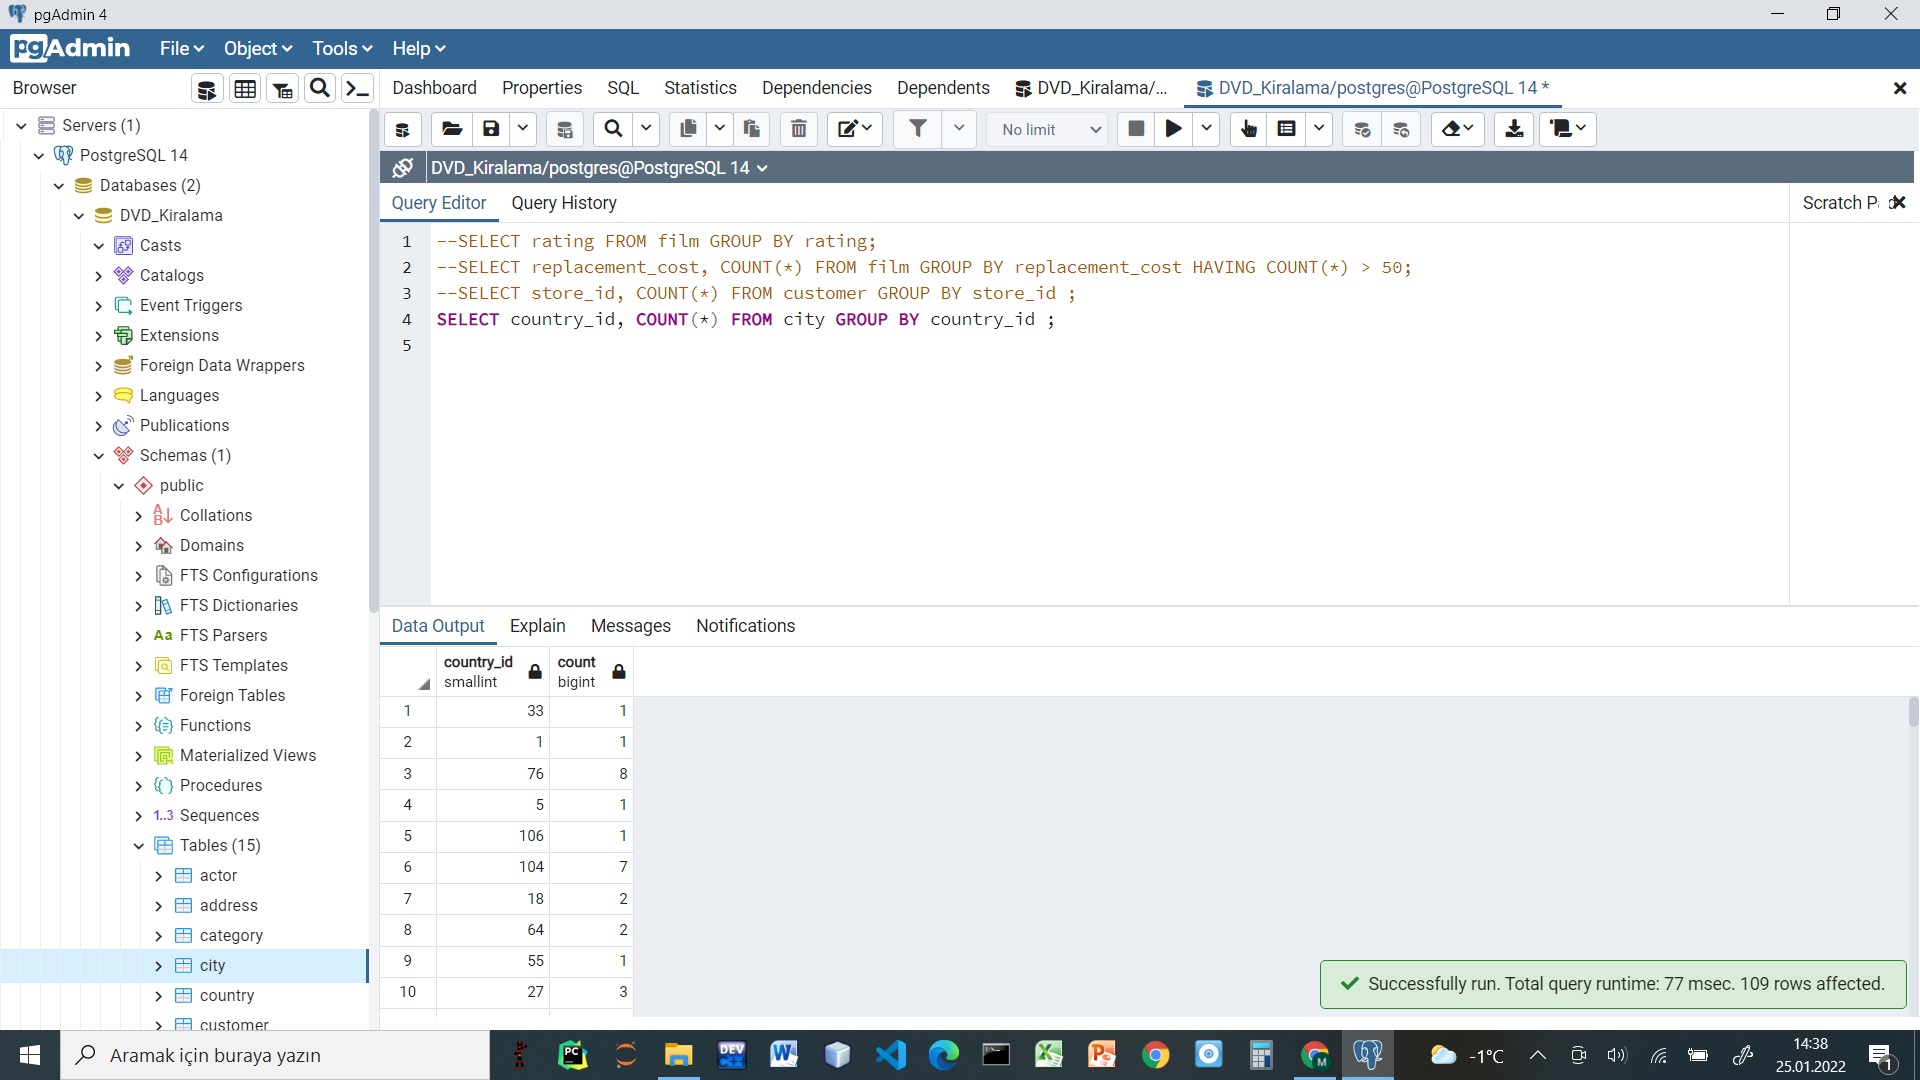 pgAdmin 4
pgAdmin File Object Tools Help
Browser
Dashboard Properties SQL Statistics Dependencies Dependents DVD_Kiralama/... DVD_Kiralama/postgres@PostgreSQL 14 *
No limit
DVD_Kiralama/postgres@PostgreSQL 14
Query Editor Query History
Scratch P
Servers (1)
PostgreSQL 14
Databases (2)
DVD_Kiralama
Casts
Catalogs
Event Triggers
Extensions
Foreign Data Wrappers
Languages
Publications
Schemas (1)
public
Collations
Domains
FTS Configurations
FTS Dictionaries
Aa FTS Parsers
FTS Templates
Foreign Tables
Functions
Materialized Views
Procedures
1..3 Sequences
Tables (15)
actor
address
category
city
country
customer
1 --SELECT rating FROM film GROUP BY rating;
2 --SELECT replacement_cost, COUNT(*) FROM film GROUP BY replacement_cost HAVING COUNT(*) > 50;
3 --SELECT store_id, COUNT(*) FROM customer GROUP BY store_id ;
4 SELECT country_id, COUNT(*) FROM city GROUP BY country_id ;
5
Data Output Explain Messages Notifications
country_id count
smallint bigint
1 33 1
2 1 1
3 76 8
4 5 1
5 106 1
6 104 7
7 18 2
8 64 2
9 55 1
10 27 3
Successfully run. Total query runtime: 77 msec. 109 rows affected.
Aramak için buraya yazın
PC
DEV
-1°C
14:38
25.01.2022
1